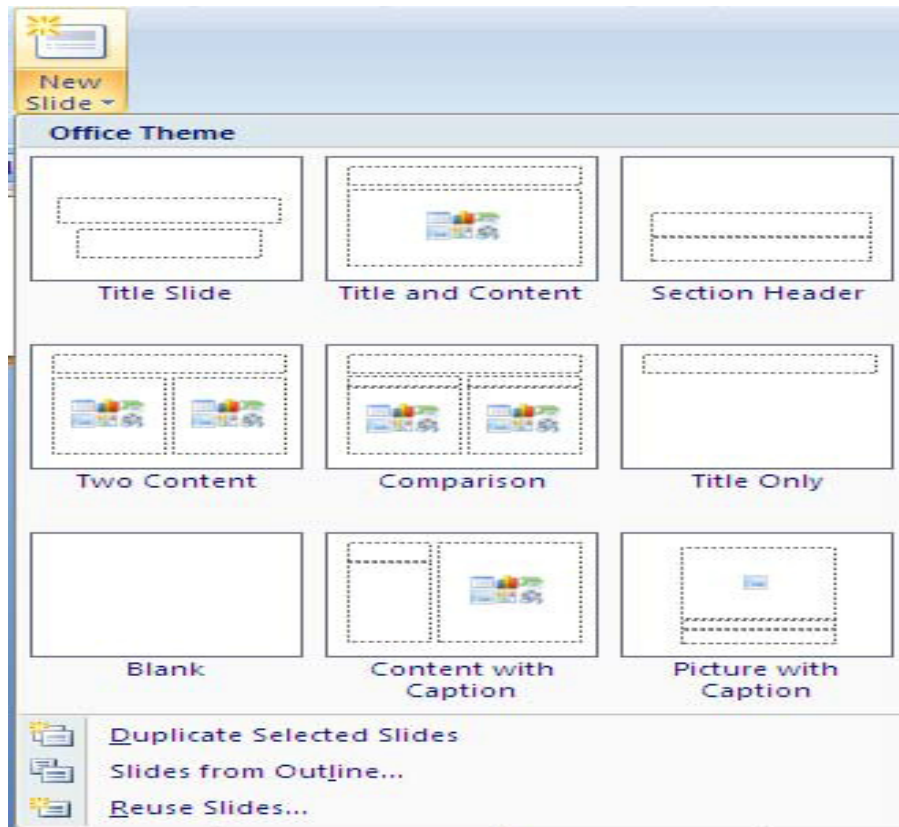 New
Slide
Office Theme
Title Slide
Title and Content
Section Header
Two Content
Comparison
Title Only
Blank
Content with
Caption
Picture with
Caption
Duplicate Selected Slides
Slides from Outline...
Reuse Slides...